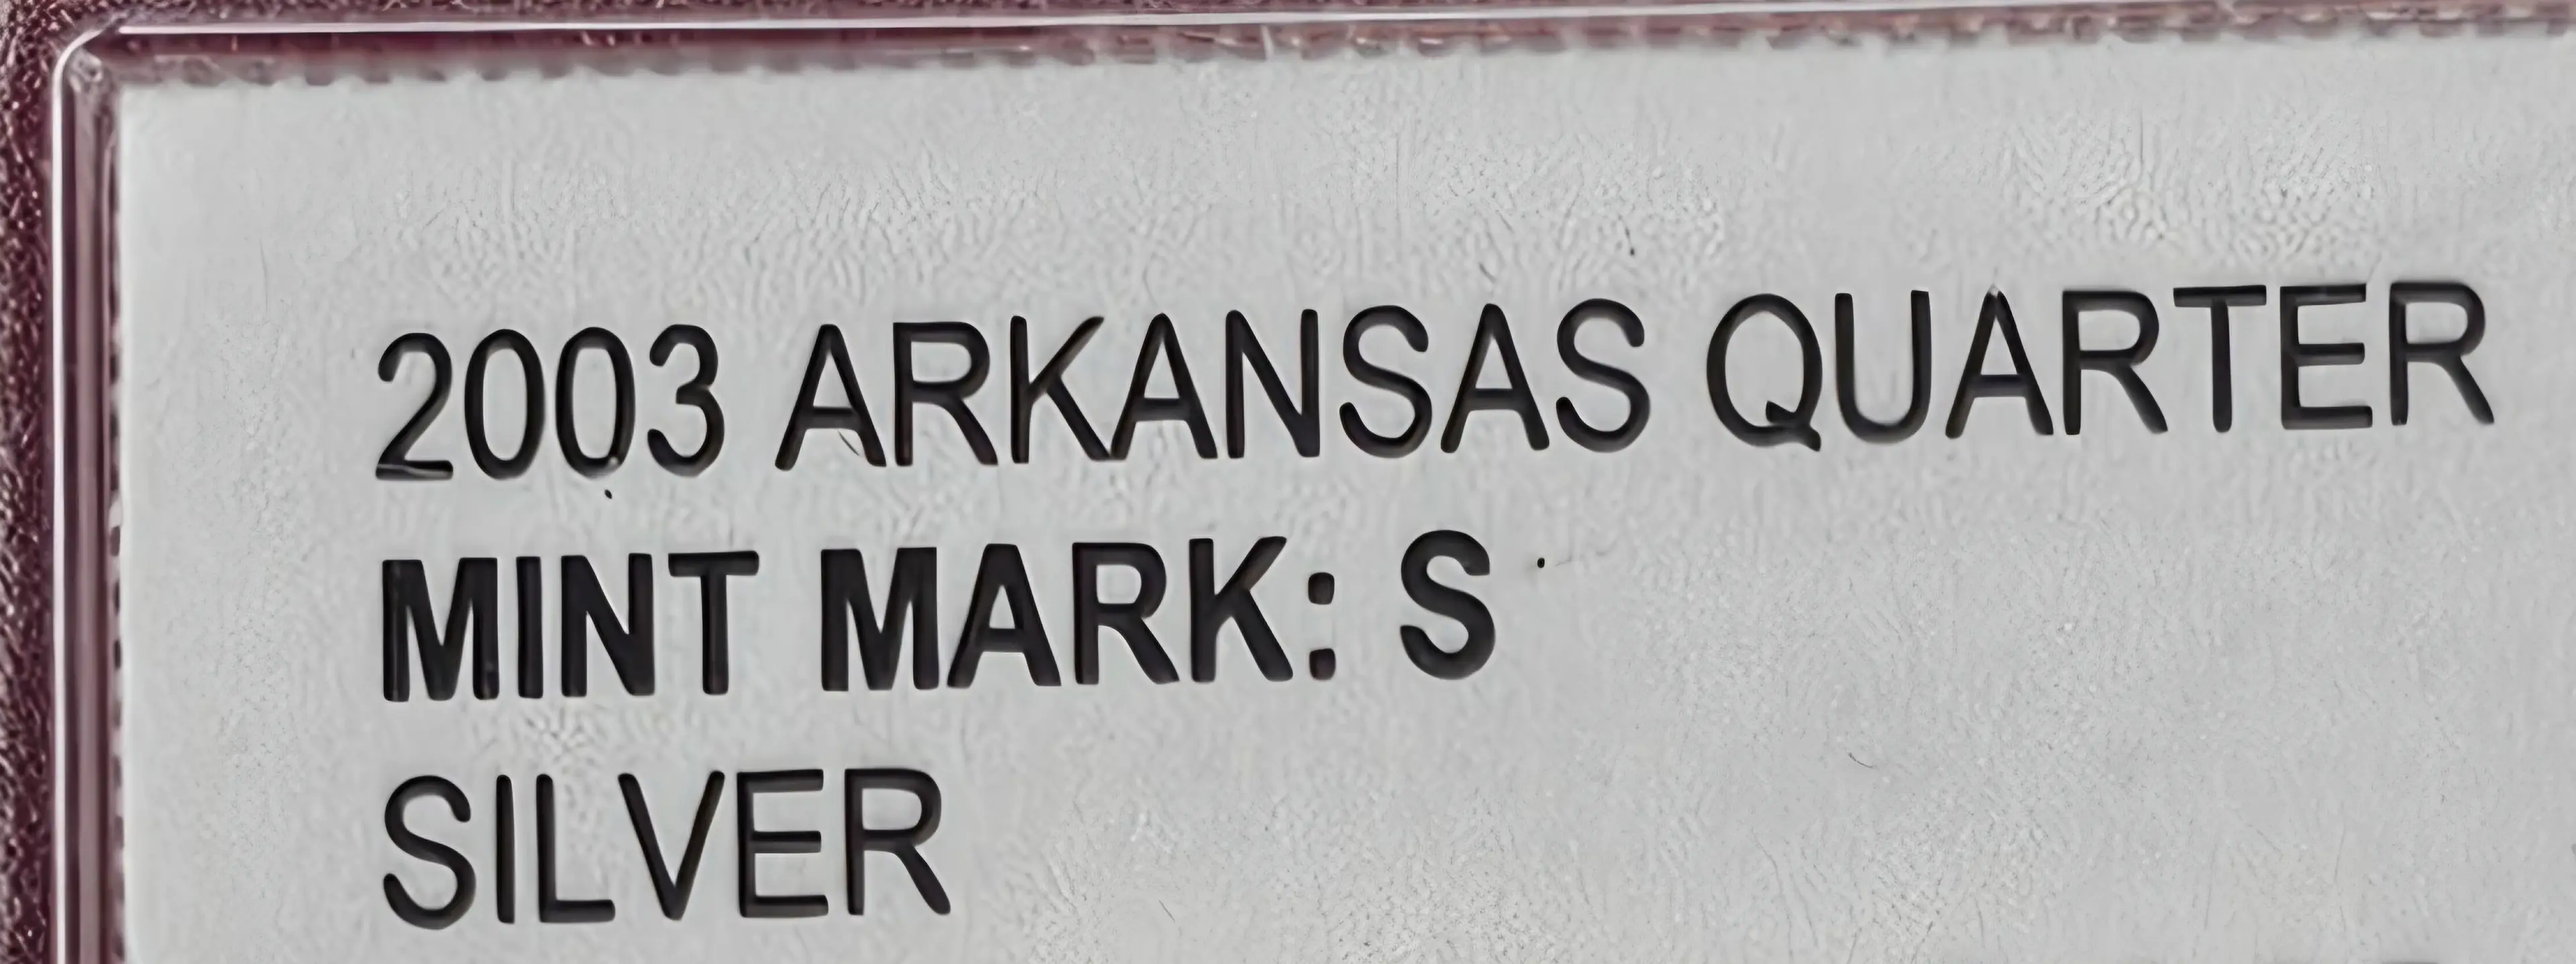 2003 ARKANSAS QUARTER
MINT MARK: S
SILVER